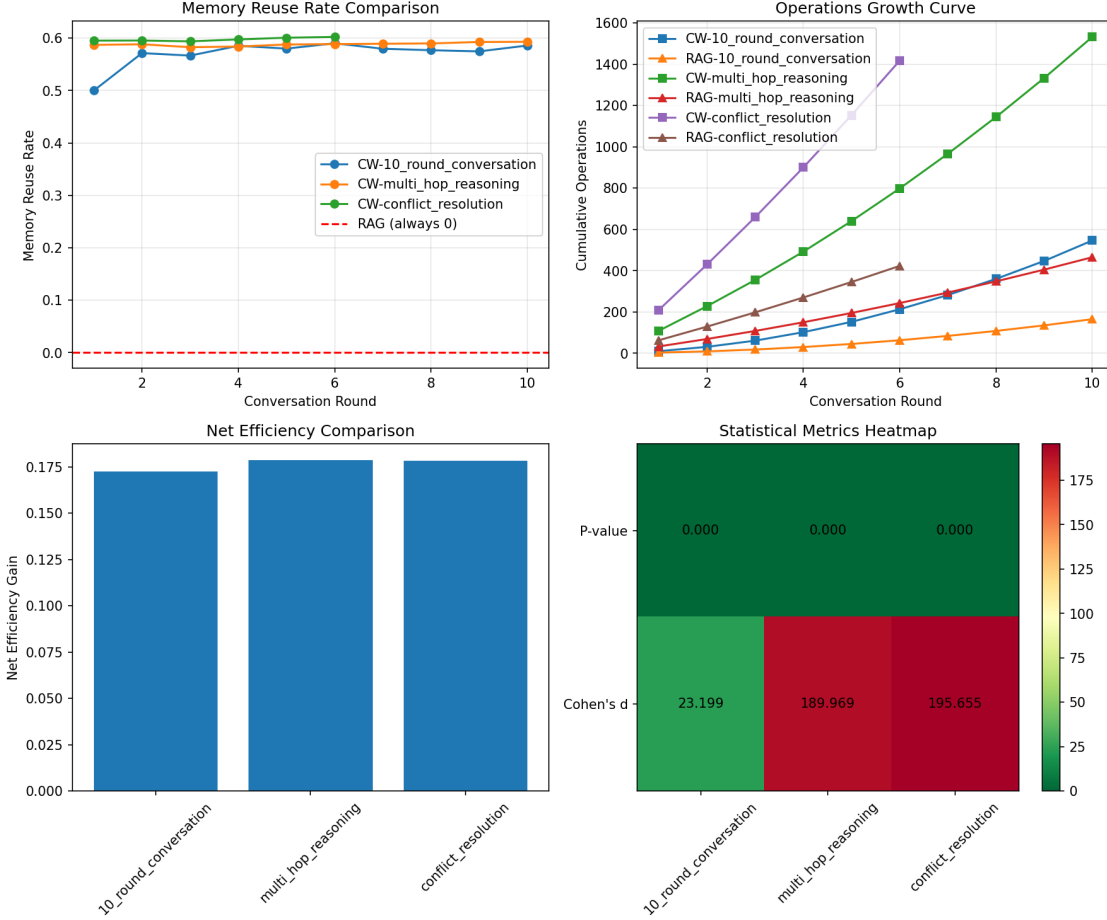 Memory Reuse Rate Comparison
Memory Reuse Rate
0.6
0.5
0.4
0.3
0.2
0.1
0.0
CW-10_round_conversation
CW-multi_hop_reasoning
CW-conflict_resolution
RAG (always 0)
2
4
6
8
10
Conversation Round
Operations Growth Curve
Cumulative Operations
1600
1400
1200
1000
800
600
400
200
0
CW-10_round_conversation
RAG-10_round_conversation
CW-multi_hop_reasoning
RAG-multi_hop_reasoning
CW-conflict_resolution
RAG-conflict_resolution
2
4
6
8
10
Conversation Round
Net Efficiency Comparison
Net Efficiency Gain
0.175
0.150
0.125
0.100
0.075
0.050
0.025
0.000
10_round_conversation
multi_hop_reasoning
conflict_resolution
Statistical Metrics Heatmap
P-value
0.000
0.000
0.000
Cohen's d
23.199
189.969
195.655
10_round_conversation
multi_hop_reasoning
conflict_resolution
175
150
125
100
75
50
25
0